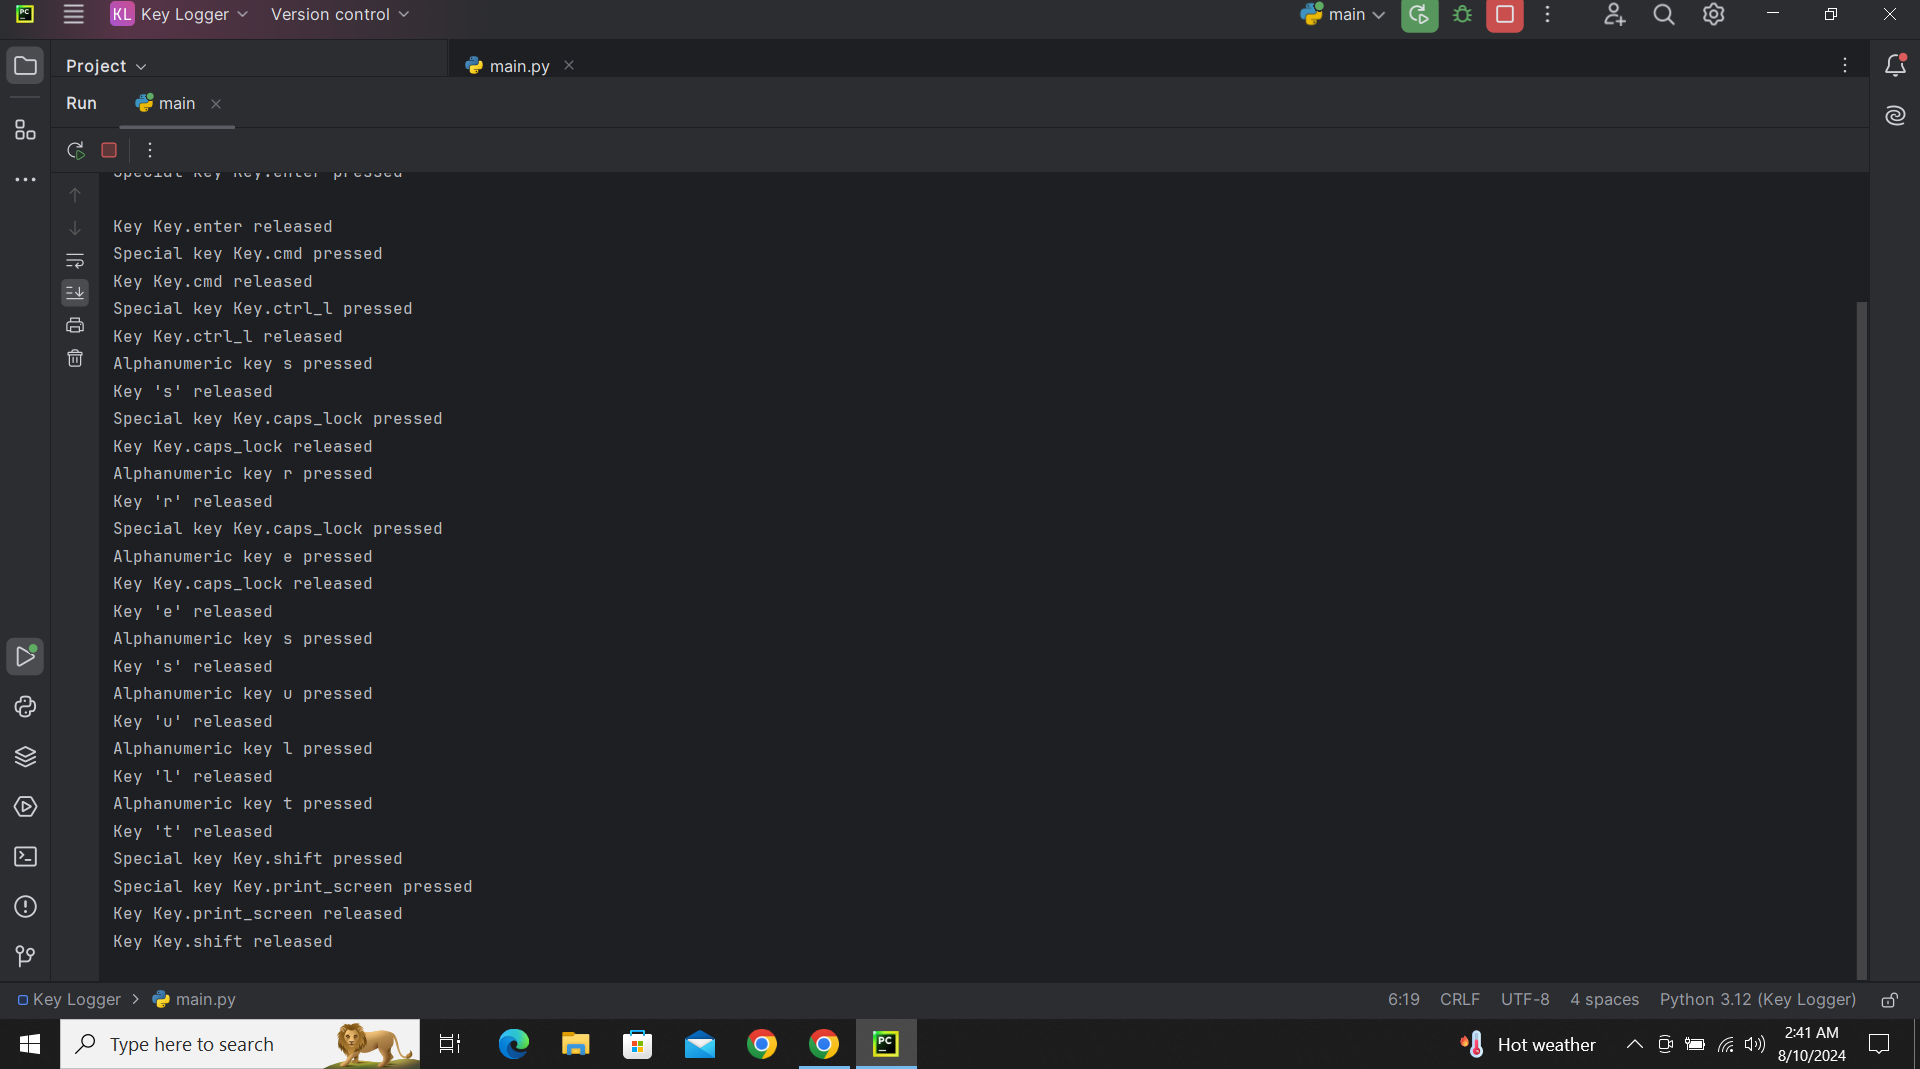 KL Key Logger Version control main
Project main.py
Run main
Special key Key.enter pressed
Key Key.enter released
Special key Key.cmd pressed
Key Key.cmd released
Special key Key.ctrl_l pressed
Key Key.ctrl_l released
Alphanumeric key s pressed
Key 's' released
Special key Key.caps_lock pressed
Key Key.caps_lock released
Alphanumeric key r pressed
Key 'r' released
Special key Key.caps_lock pressed
Alphanumeric key e pressed
Key Key.caps_lock released
Key 'e' released
Alphanumeric key s pressed
Key 's' released
Alphanumeric key u pressed
Key 'u' released
Alphanumeric key l pressed
Key 'l' released
Alphanumeric key t pressed
Key 't' released
Special key Key.shift pressed
Special key Key.print_screen pressed
Key Key.print_screen released
Key Key.shift released
Key Logger > main.py 6:19 CRLF UTF-8 4 spaces Python 3.12 (Key Logger)
Type here to search PC Hot weather 2:41 AM
8/10/2024